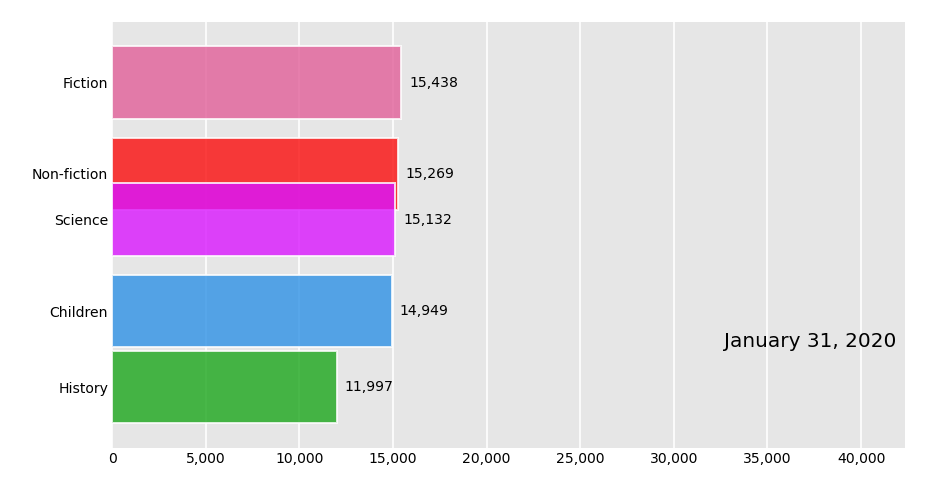 Fiction 15,438
Non-fiction 15,269
Science 15,132
Children 14,949
January 31, 2020
History 11,997
0 5,000 10,000 15,000 20,000 25,000 30,000 35,000 40,000